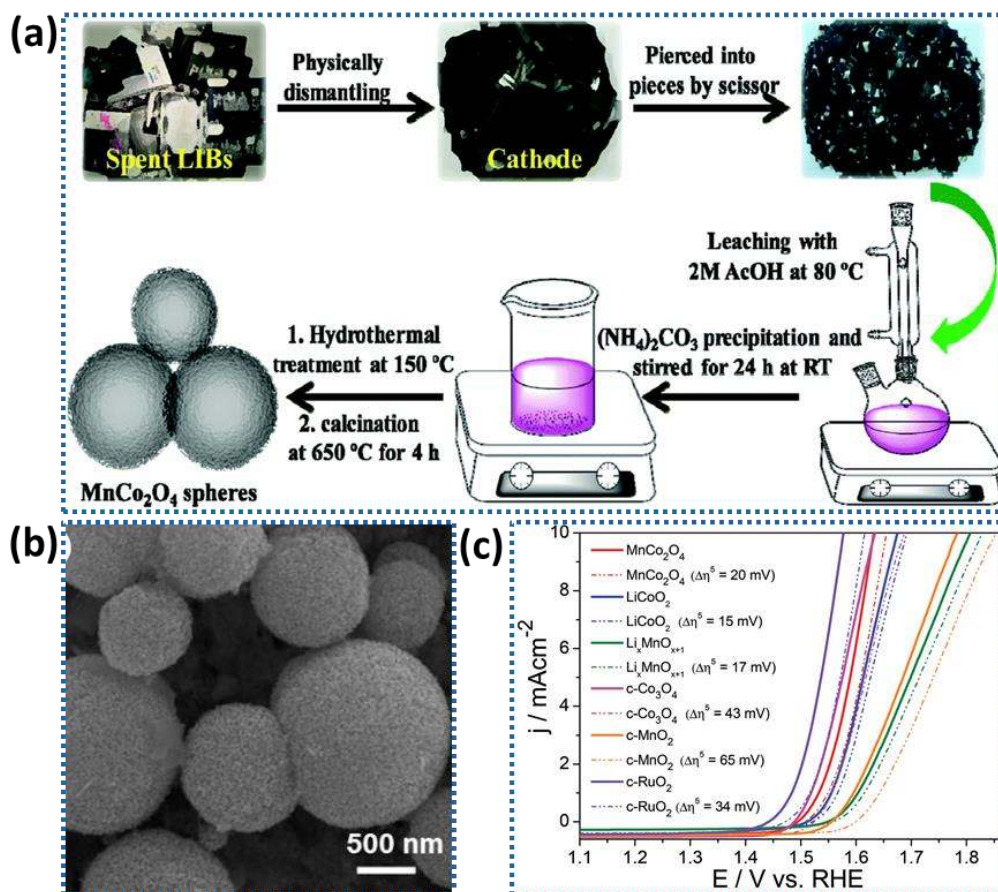 (a)
Spent LIBs
Physically
dismantling
Cathode
Pierced into
pieces by scissor
Leaching with
2M AcOH at 80 ºC
(NH₄)₂CO₃ precipitation and
stirred for 24 h at RT
1. Hydrothermal
treatment at 150 ºC
2. calcination
at 650 ºC for 4 h
MnCo₂O₄ spheres
(b)
500 nm
(c)
j / mAcm⁻²
10
8
6
4
2
0
MnCo₂O₄
MnCo₂O₄ (Δη⁵ = 20 mV)
LiCoO₂
LiCoO₂ (Δη⁵ = 15 mV)
LiₓMnOₓ₊₁
LiₓMnOₓ₊₁ (Δη⁵ = 17 mV)
c-Co₃O₄
c-Co₃O₄ (Δη⁵ = 43 mV)
c-MnO₂
c-MnO₂ (Δη⁵ = 65 mV)
c-RuO₂
c-RuO₂ (Δη⁵ = 34 mV)
1.1 1.2 1.3 1.4 1.5 1.6 1.7 1.8
E / V vs. RHE